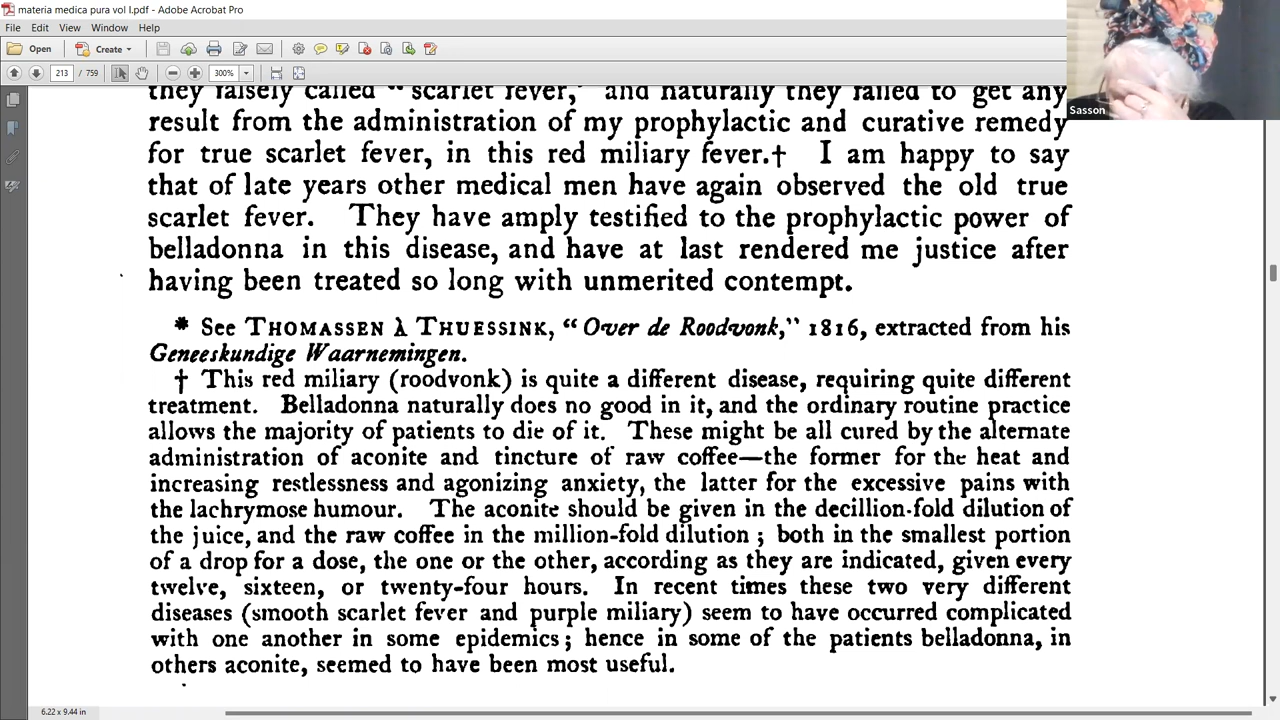 materia medica pura vol I.pdf - Adobe Acrobat Pro
File Edit View Window Help
Open Create
213 / 759 300%
Sasson
they falsely called "scarlet fever," and naturally they failed to get any
result from the administration of my prophylactic and curative remedy
for true scarlet fever, in this red miliary fever.† I am happy to say
that of late years other medical men have again observed the old true
scarlet fever. They have amply testified to the prophylactic power of
belladonna in this disease, and have at last rendered me justice after
having been treated so long with unmerited contempt.
* See THOMASSEN À THUESSINK, "Over de Roodvonk," 1816, extracted from his
Geneeskundige Waarnemingen.
† This red miliary (roodvonk) is quite a different disease, requiring quite different
treatment. Belladonna naturally does no good in it, and the ordinary routine practice
allows the majority of patients to die of it. These might be all cured by the alternate
administration of aconite and tincture of raw coffee—the former for the heat and
increasing restlessness and agonizing anxiety, the latter for the excessive pains with
the lachrymose humour. The aconite should be given in the decillion-fold dilution of
the juice, and the raw coffee in the million-fold dilution ; both in the smallest portion
of a drop for a dose, the one or the other, according as they are indicated, given every
twelve, sixteen, or twenty-four hours. In recent times these two very different
diseases (smooth scarlet fever and purple miliary) seem to have occurred complicated
with one another in some epidemics ; hence in some of the patients belladonna, in
others aconite, seemed to have been most useful.
6.22 x 9.44 in